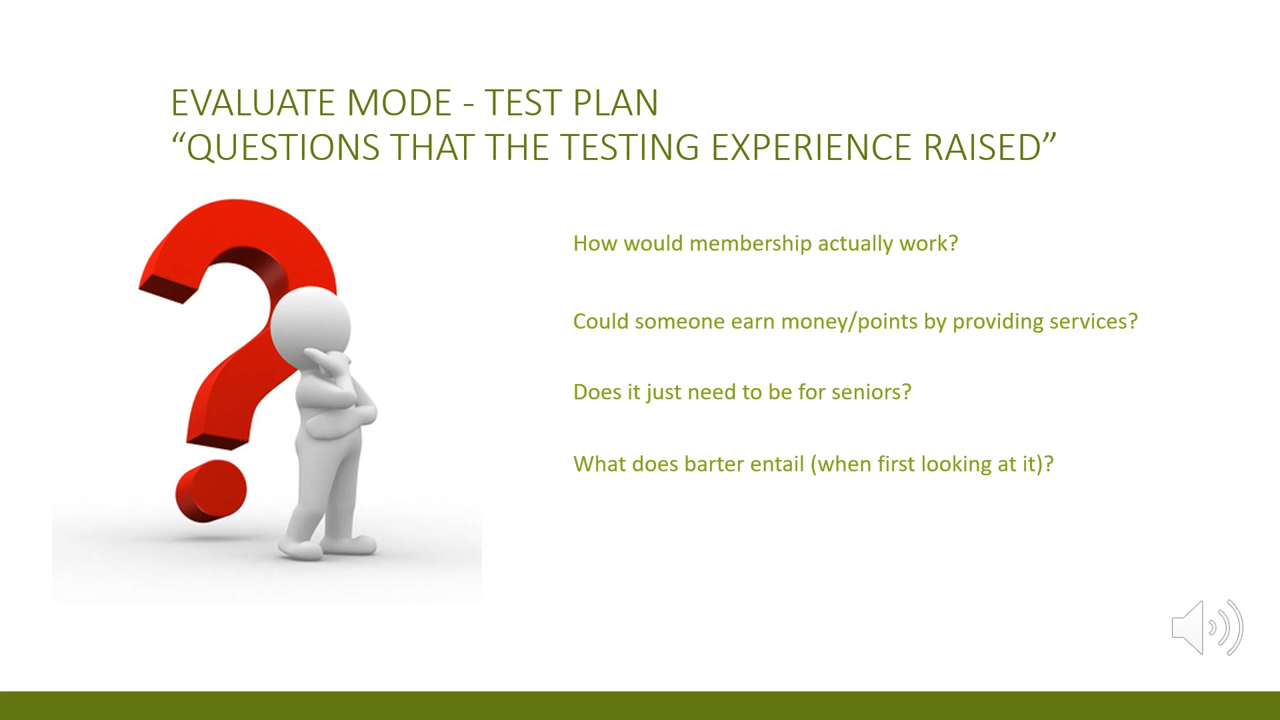 EVALUATE MODE - TEST PLAN
“QUESTIONS THAT THE TESTING EXPERIENCE RAISED”
How would membership actually work?
Could someone earn money/points by providing services?
Does it just need to be for seniors?
What does barter entail (when first looking at it)?